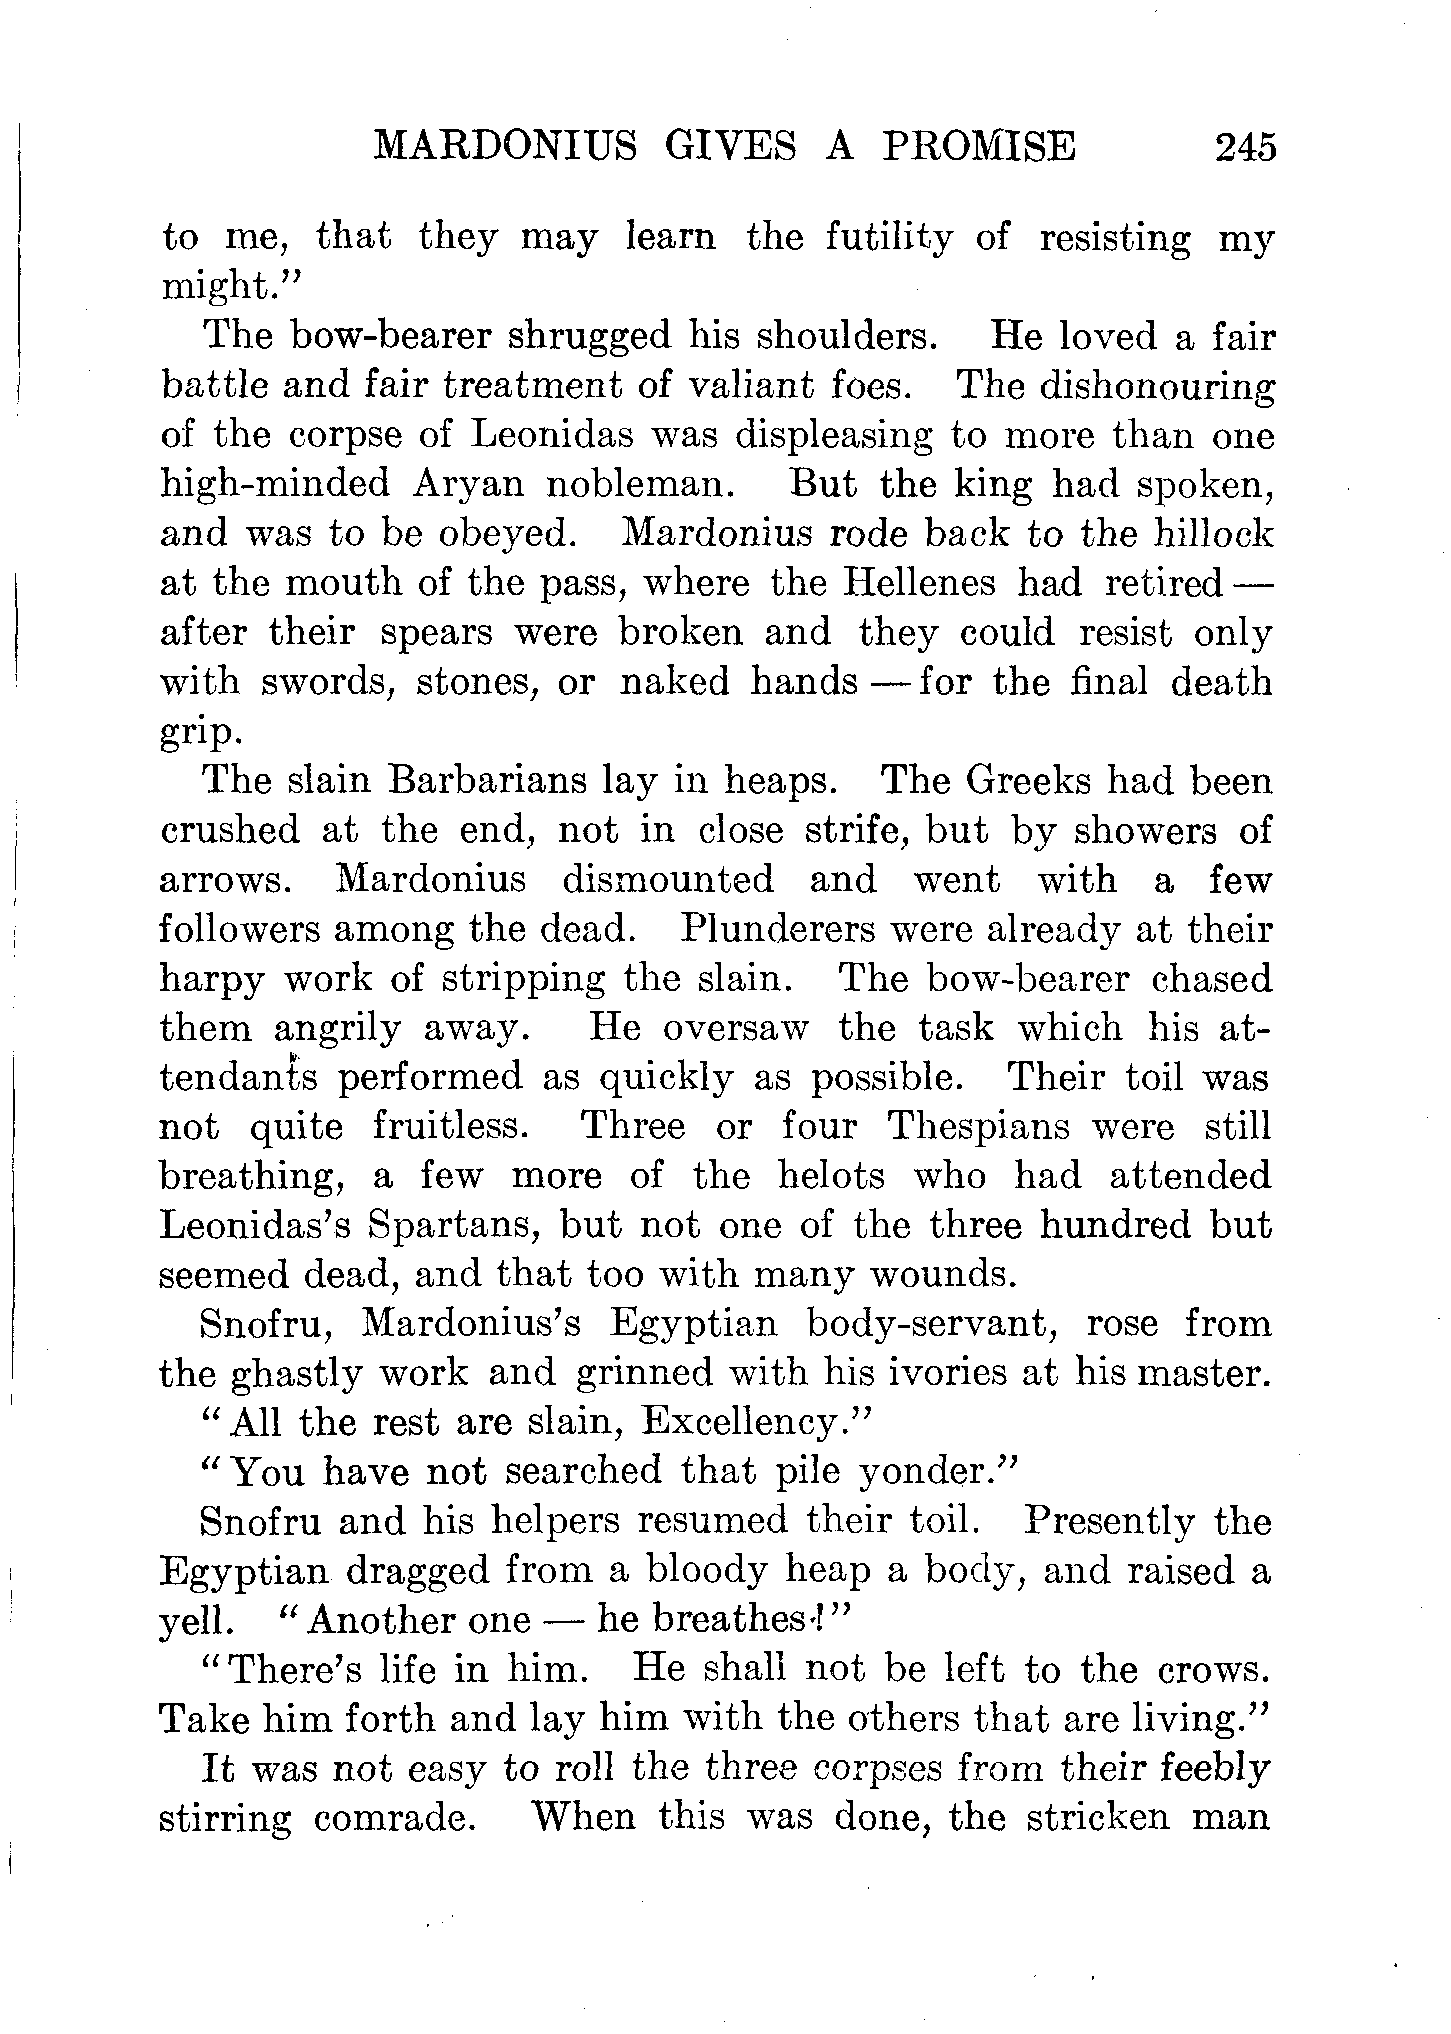 MARDONIUS GIVES A PROMISE 245
to me, that they may learn the futility of resisting my
might."
The bow-bearer shrugged his shoulders. He loved a fair
battle and fair treatment of valiant foes. The dishonouring
of the corpse of Leonidas was displeasing to more than one
high-minded Aryan nobleman. But the king had spoken,
and was to be obeyed. Mardonius rode back to the hillock
at the mouth of the pass, where the Hellenes had retired —
after their spears were broken and they could resist only
with swords, stones, or naked hands — for the final death
grip.
The slain Barbarians lay in heaps. The Greeks had been
crushed at the end, not in close strife, but by showers of
arrows. Mardonius dismounted and went with a few
followers among the dead. Plunderers were already at their
harpy work of stripping the slain. The bow-bearer chased
them angrily away. He oversaw the task which his at-
tendants performed as quickly as possible. Their toil was
not quite fruitless. Three or four Thespians were still
breathing, a few more of the helots who had attended
Leonidas's Spartans, but not one of the three hundred but
seemed dead, and that too with many wounds.
Snofru, Mardonius's Egyptian body-servant, rose from
the ghastly work and grinned with his ivories at his master.
"All the rest are slain, Excellency."
"You have not searched that pile yonder."
Snofru and his helpers resumed their toil. Presently the
Egyptian dragged from a bloody heap a body, and raised a
yell. "Another one — he breathes!"
"There's life in him. He shall not be left to the crows.
Take him forth and lay him with the others that are living."
It was not easy to roll the three corpses from their feebly
stirring comrade. When this was done, the stricken man